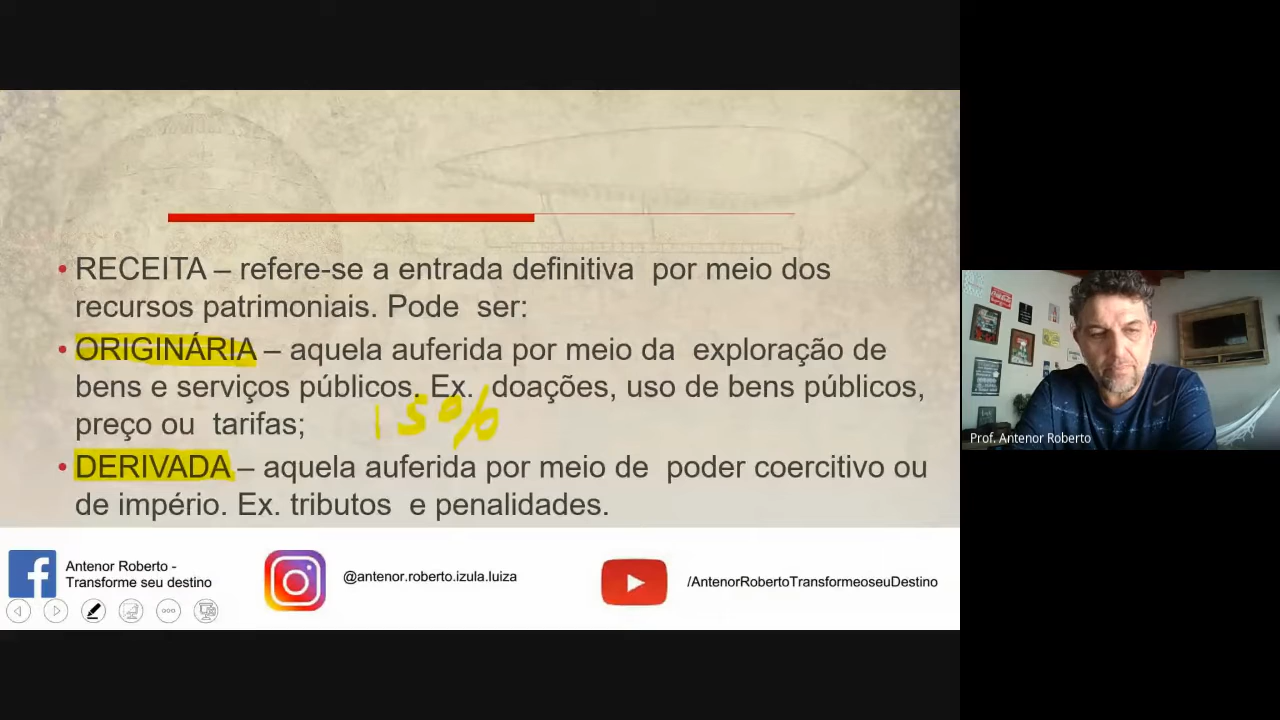 • RECEITA – refere-se a entrada definitiva por meio dos
recursos patrimoniais. Pode ser:
• ORIGINÁRIA – aquela auferida por meio da exploração de
bens e serviços públicos. Ex. doações, uso de bens públicos,
preço ou tarifas;
15%
• DERIVADA – aquela auferida por meio de poder coercitivo ou
de império. Ex. tributos e penalidades.
Antenor Roberto -
Transforme seu destino
@antenor.roberto.izula.luiza
/AntenorRobertoTransformeoseuDestino
Prof. Antenor Roberto